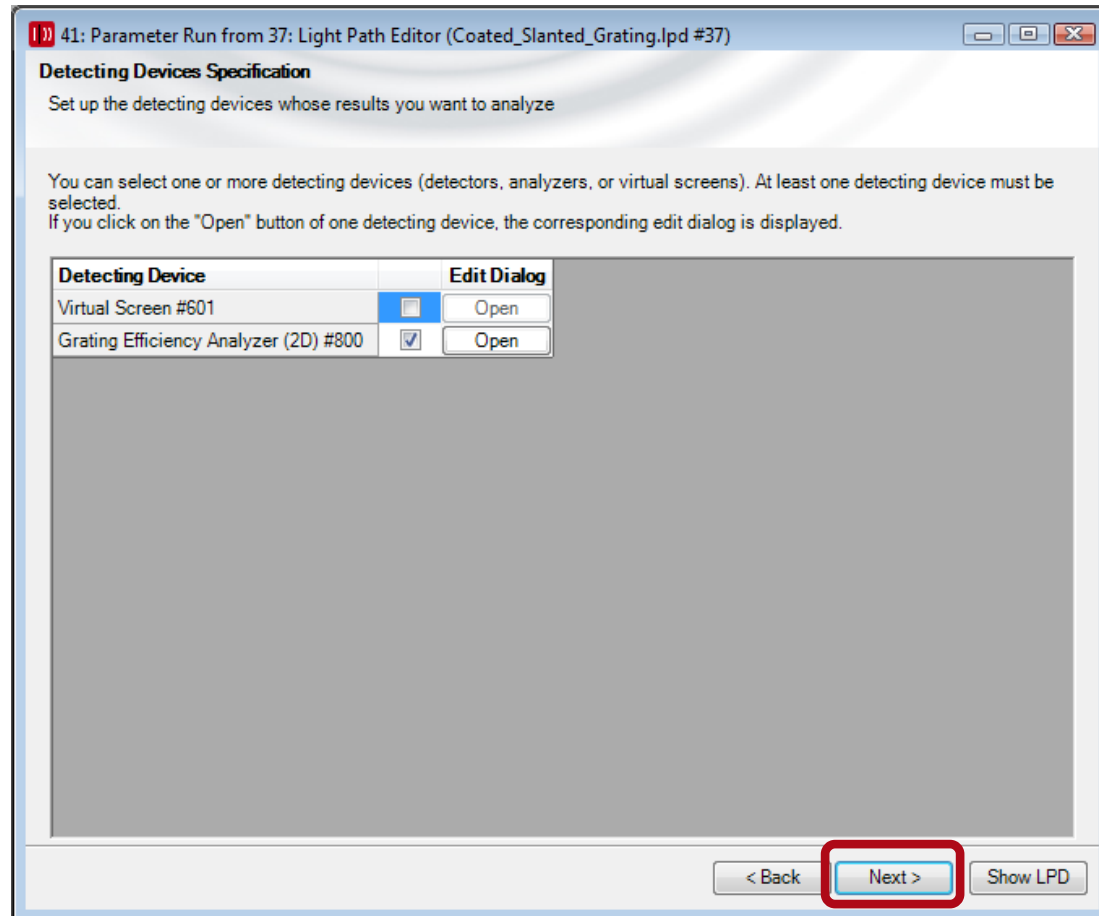 41: Parameter Run from 37: Light Path Editor (Coated_Slanted_Grating.lpd #37)
Detecting Devices Specification
Set up the detecting devices whose results you want to analyze
You can select one or more detecting devices (detectors, analyzers, or virtual screens). At least one detecting device must be
selected.
If you click on the "Open" button of one detecting device, the corresponding edit dialog is displayed.
Detecting Device Edit Dialog
Virtual Screen #601 Open
Grating Efficiency Analyzer (2D) #800 Open
< Back Next > Show LPD